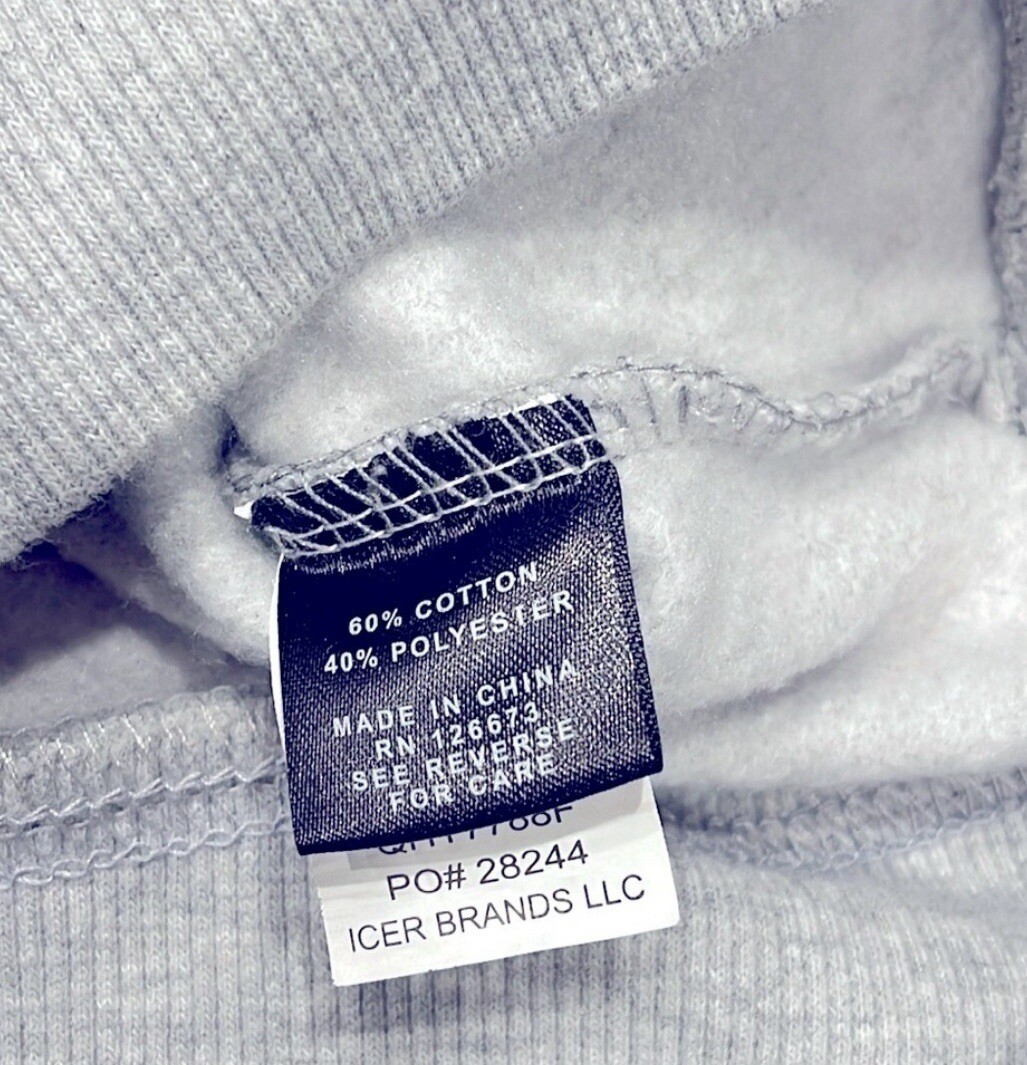 60% COTTON
40% POLYESTER
MADE IN CHINA
RN 126673
SEE REVERSE
FOR CARE
PO# 28244
ICER BRANDS LLC